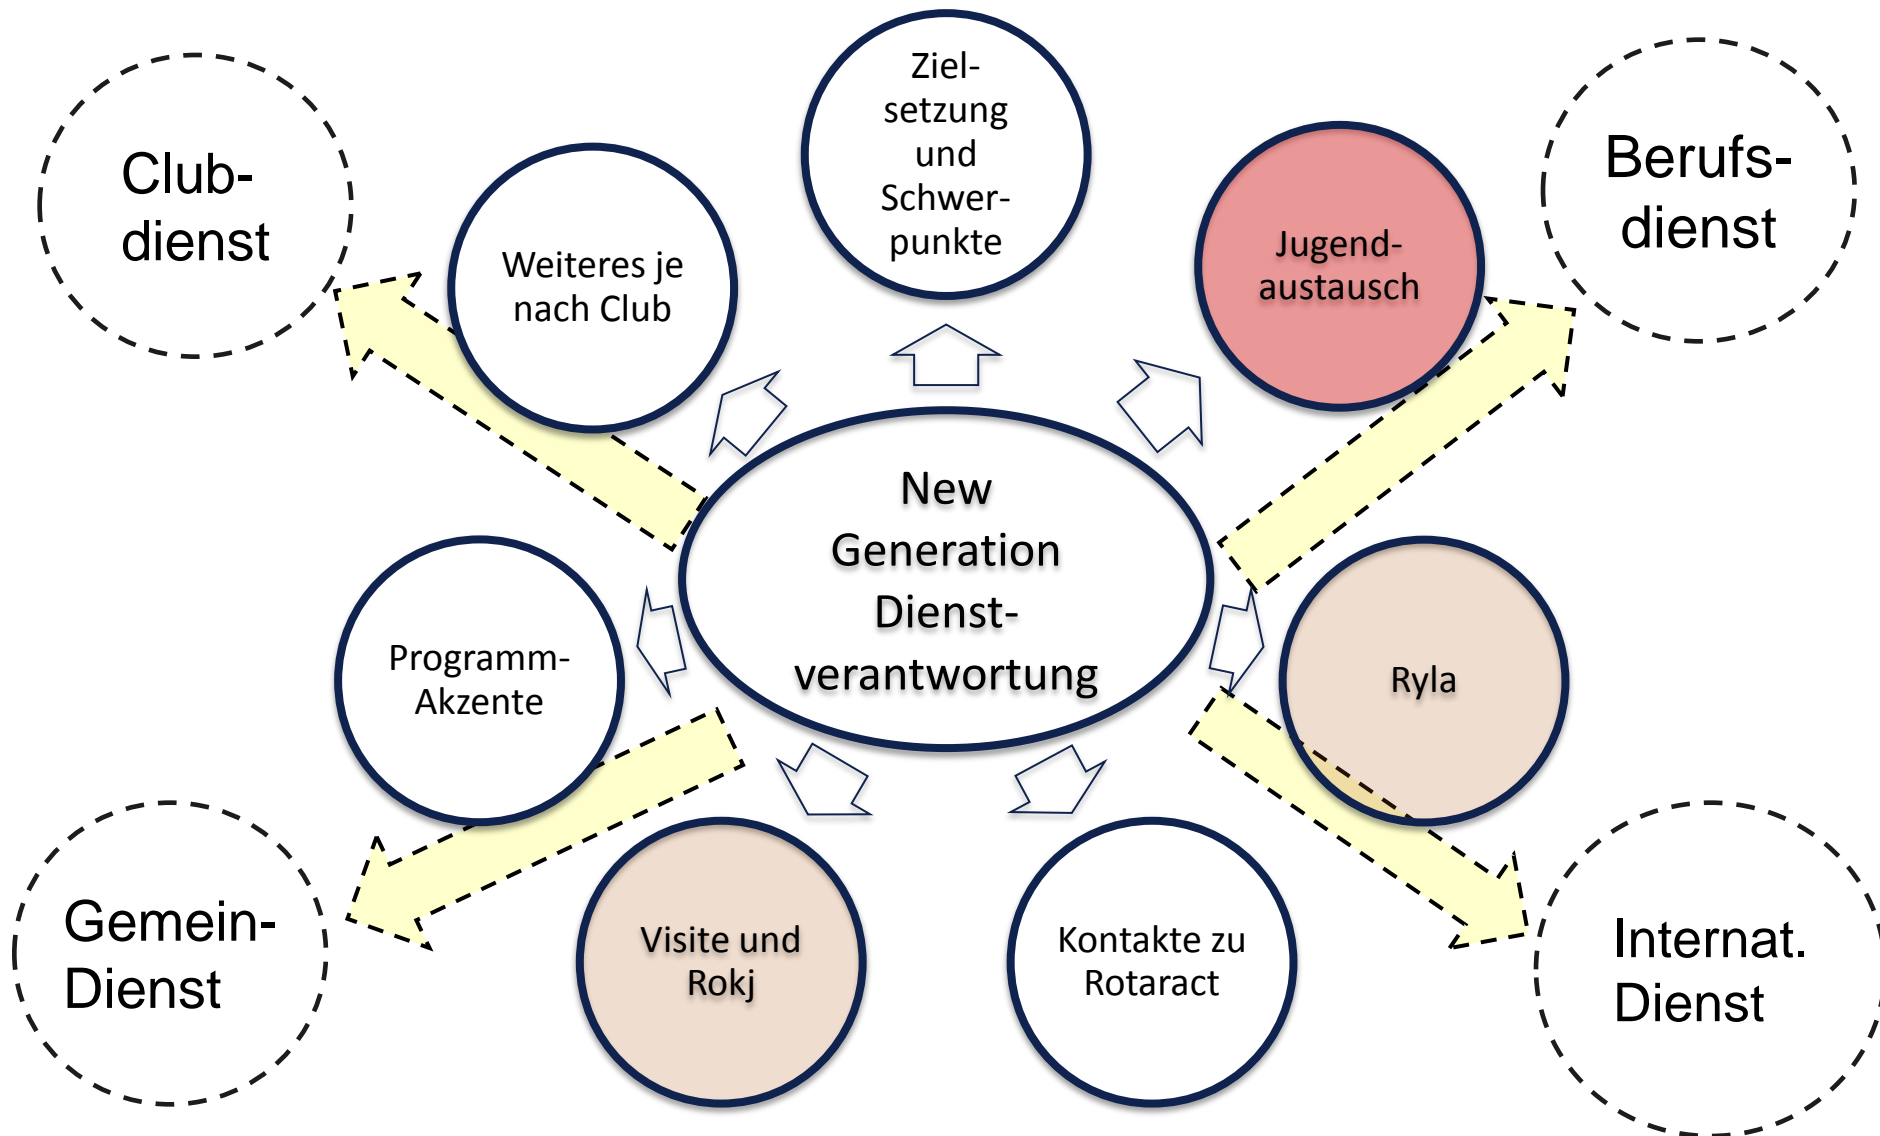 Ziel-
setzung
und
Schwer-
punkte
Club-
dienst
Berufs-
dienst
Weiteres je
nach Club
Jugend-
austausch
New
Generation
Dienst-
verantwortung
Programm-
Akzente
Ryla
Gemein-
Dienst
Visite und
Rokj
Kontakte zu
Rotaract
Internat.
Dienst